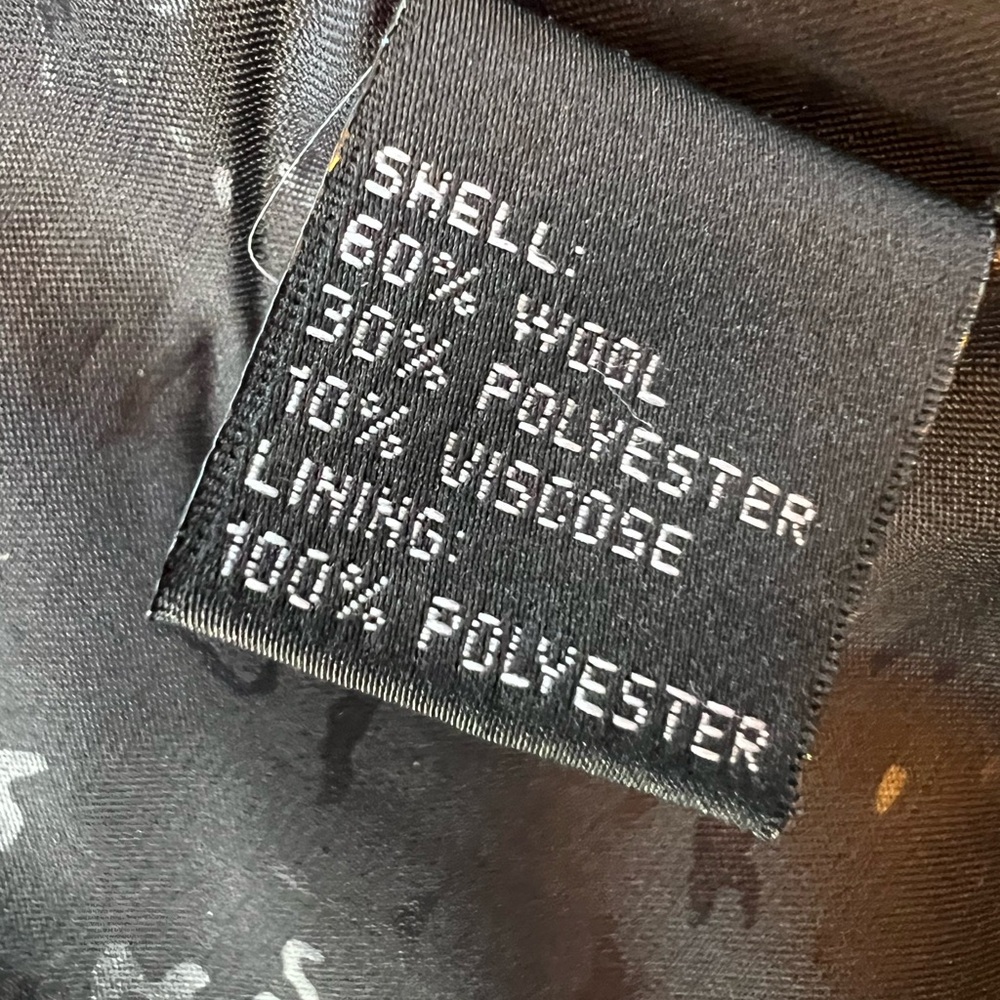 SHELL:
60% WOOL
30% POLYESTER
10% VISCOSE
LINING:
100% POLYESTER